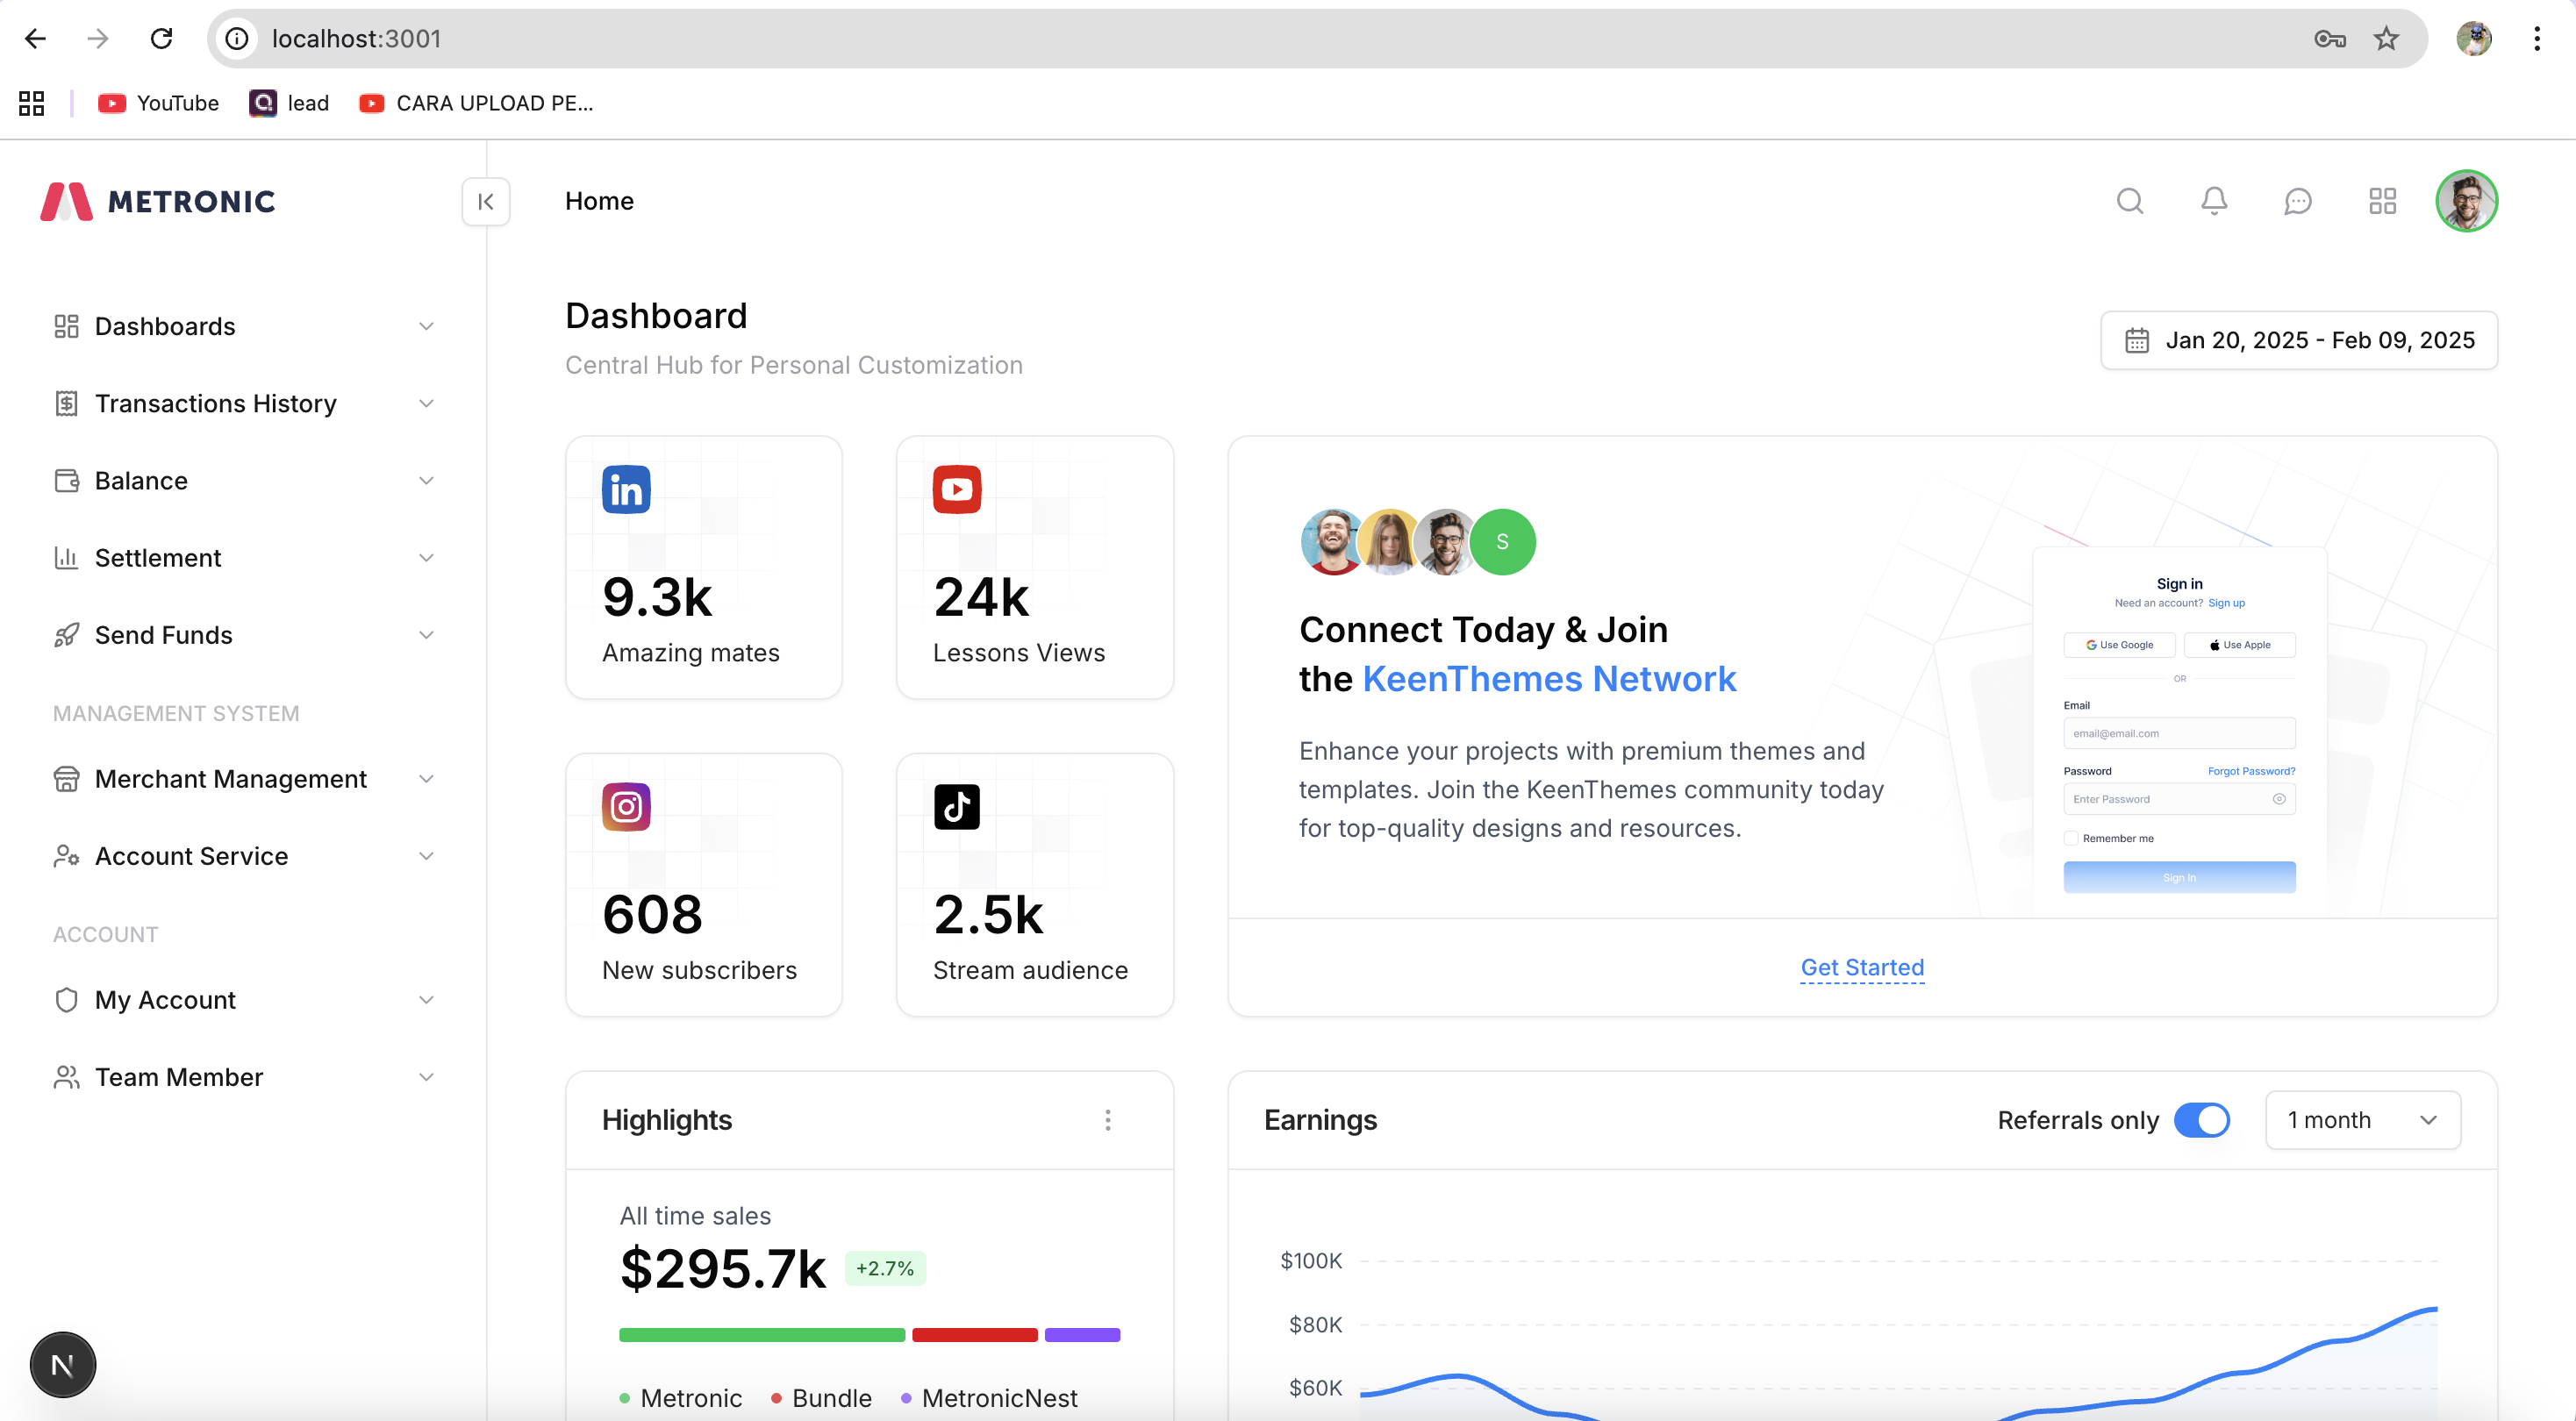 localhost:3001
YouTube
lead
CARA UPLOAD PE...
METRONIC
Home
Dashboards
Transactions History
Balance
Settlement
Send Funds
MANAGEMENT SYSTEM
Merchant Management
Account Service
ACCOUNT
My Account
Team Member
N
Dashboard
Central Hub for Personal Customization
Jan 20, 2025 - Feb 09, 2025
in
9.3k
Amazing mates
24k
Lessons Views
608
New subscribers
2.5k
Stream audience
S
Connect Today & Join
the KeenThemes Network
Enhance your projects with premium themes and
templates. Join the KeenThemes community today
for top-quality designs and resources.
Sign in
Need an account? Sign up
Use Google
Use Apple
OR
Email
email@email.com
Password
Forgot Password?
Enter Password
Remember me
Sign In
Get Started
Highlights
All time sales
$295.7k
+2.7%
Metronic
Bundle
MetronicNest
Earnings
Referrals only
1 month
$100K
$80K
$60K